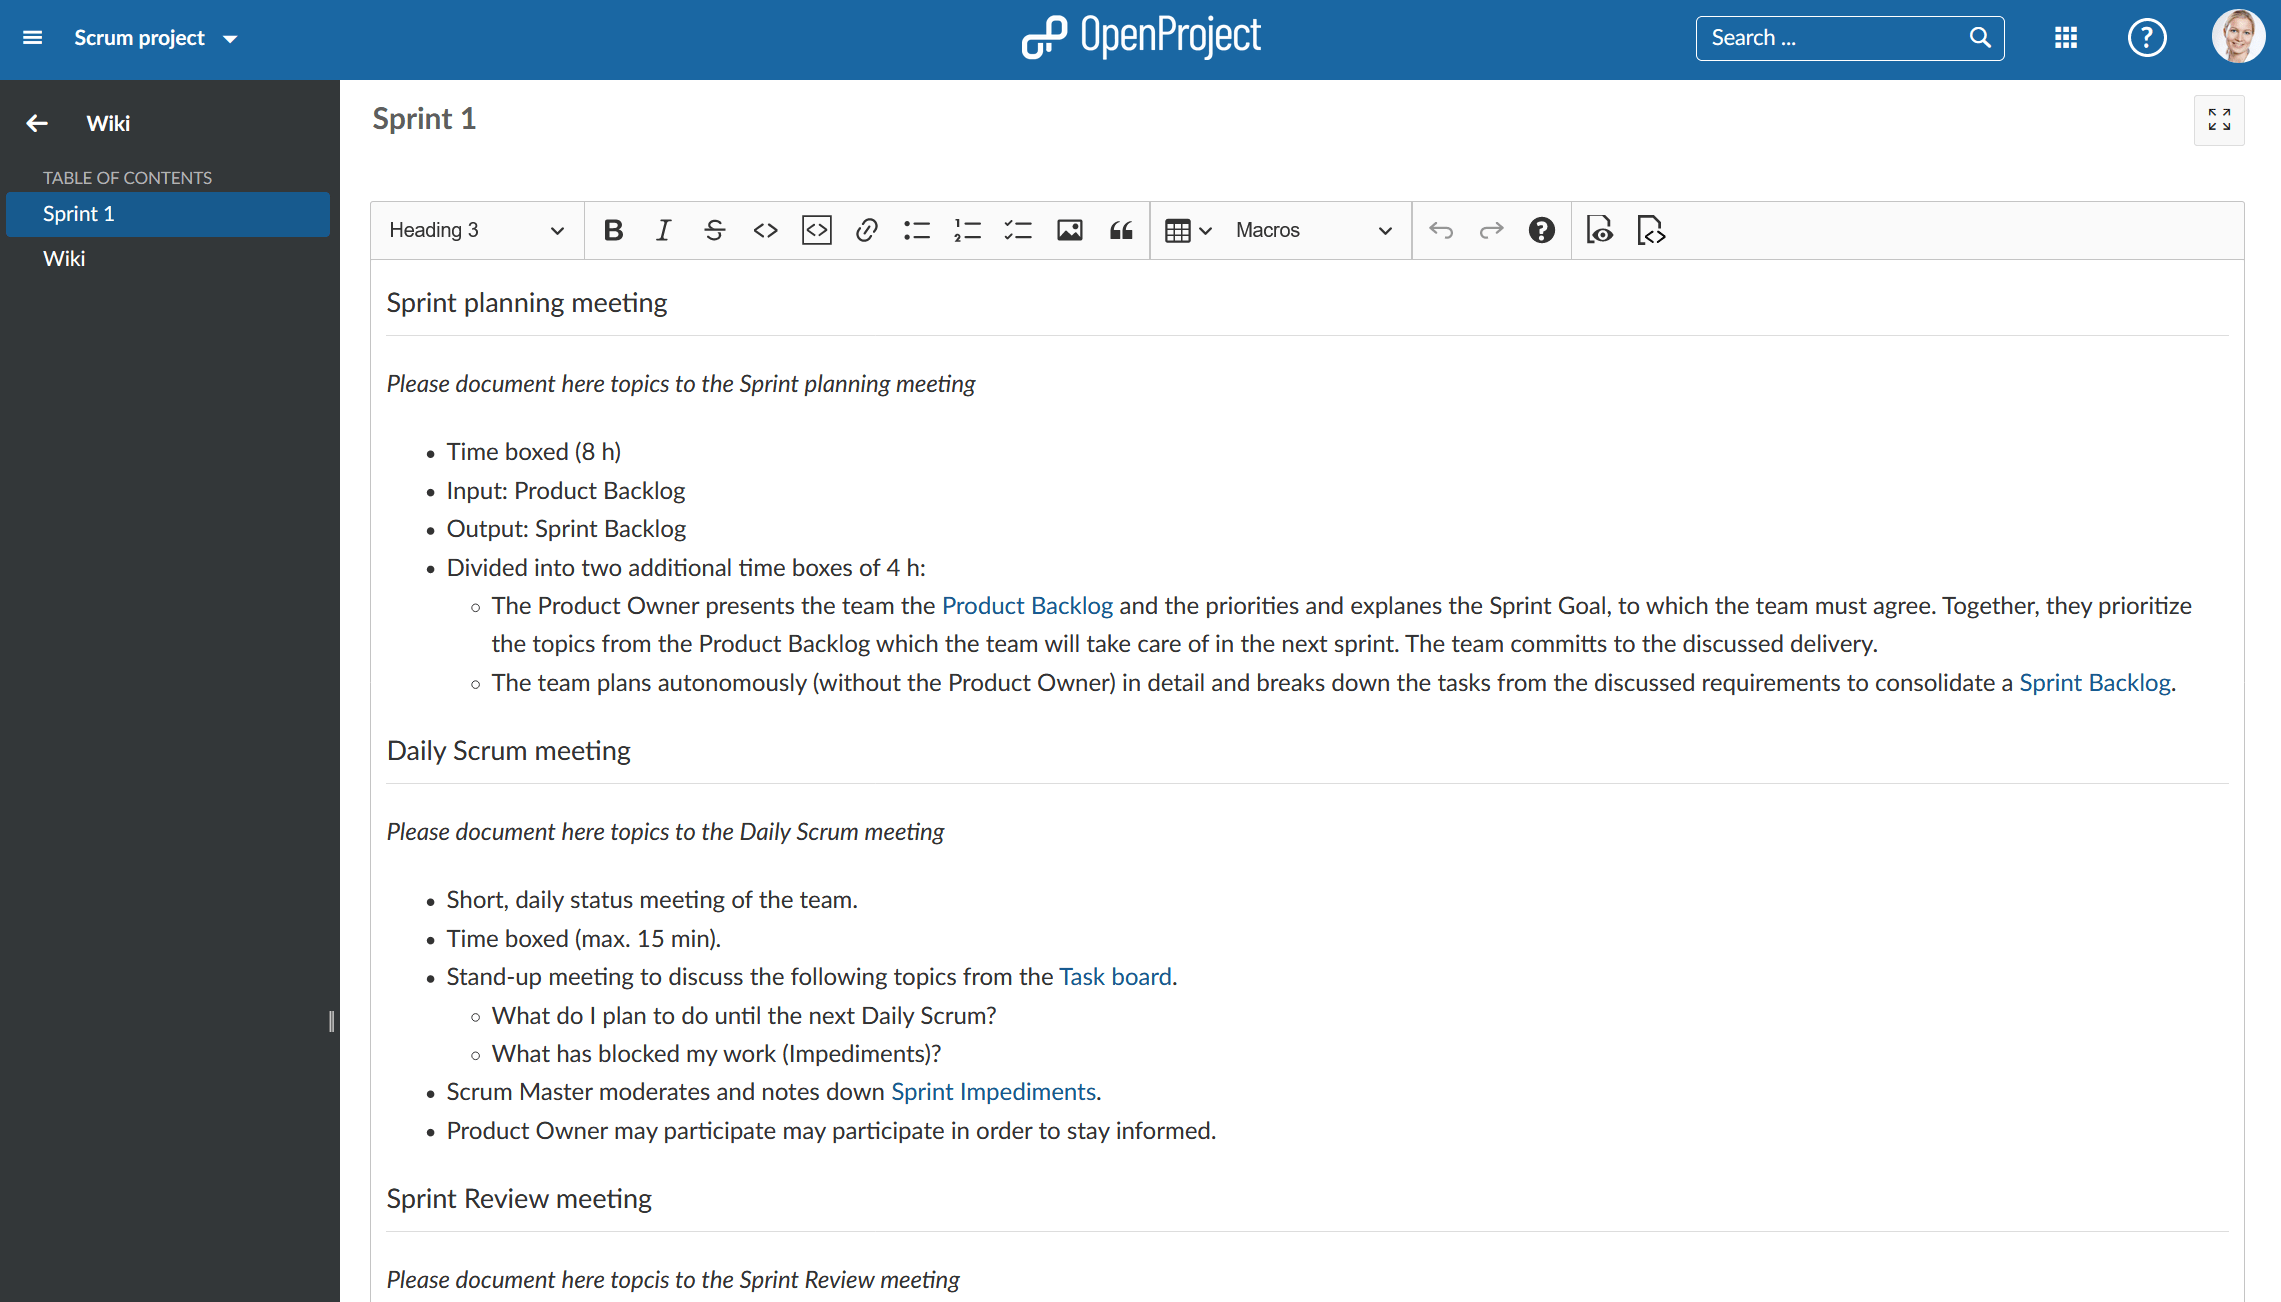 Scrum project
OpenProject
Search ...
?
Wiki
TABLE OF CONTENTS
Sprint 1
Wiki
Sprint 1
Heading 3
Macros
Sprint planning meeting
Please document here topics to the Sprint planning meeting
• Time boxed (8 h)
• Input: Product Backlog
• Output: Sprint Backlog
• Divided into two additional time boxes of 4 h:
◦ The Product Owner presents the team the Product Backlog and the priorities and explanes the Sprint Goal, to which the team must agree. Together, they prioritize
the topics from the Product Backlog which the team will take care of in the next sprint. The team committs to the discussed delivery.
◦ The team plans autonomously (without the Product Owner) in detail and breaks down the tasks from the discussed requirements to consolidate a Sprint Backlog.
Daily Scrum meeting
Please document here topics to the Daily Scrum meeting
• Short, daily status meeting of the team.
• Time boxed (max. 15 min).
• Stand-up meeting to discuss the following topics from the Task board.
◦ What do I plan to do until the next Daily Scrum?
◦ What has blocked my work (Impediments)?
• Scrum Master moderates and notes down Sprint Impediments.
• Product Owner may participate may participate in order to stay informed.
Sprint Review meeting
Please document here topcis to the Sprint Review meeting